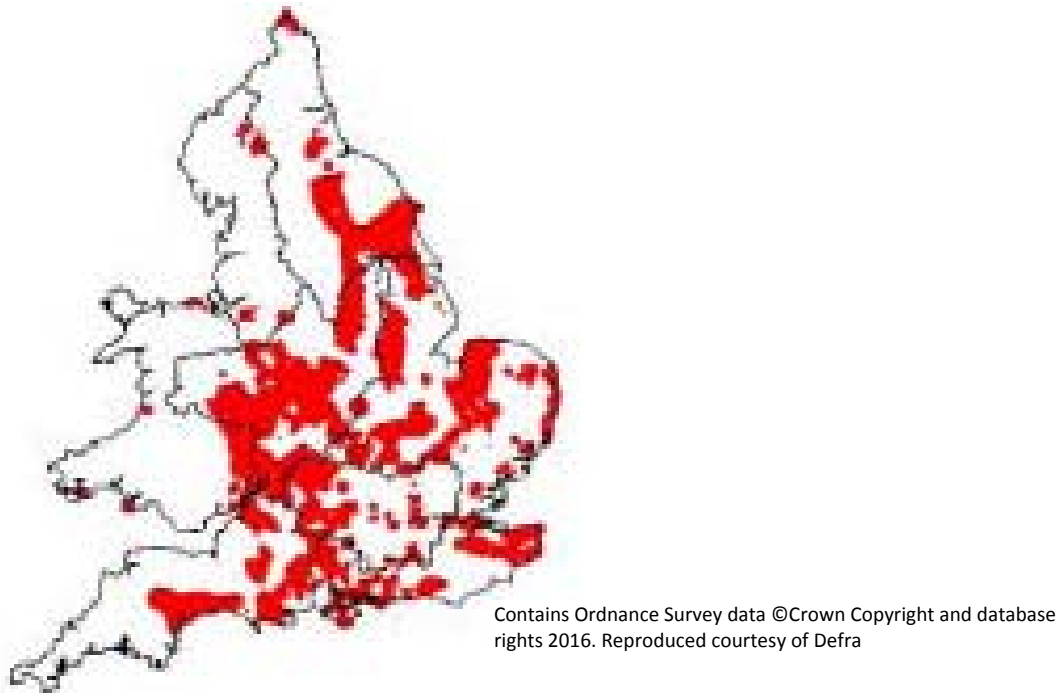 Contains Ordnance Survey data ©Crown Copyright and database
rights 2016. Reproduced courtesy of Defra